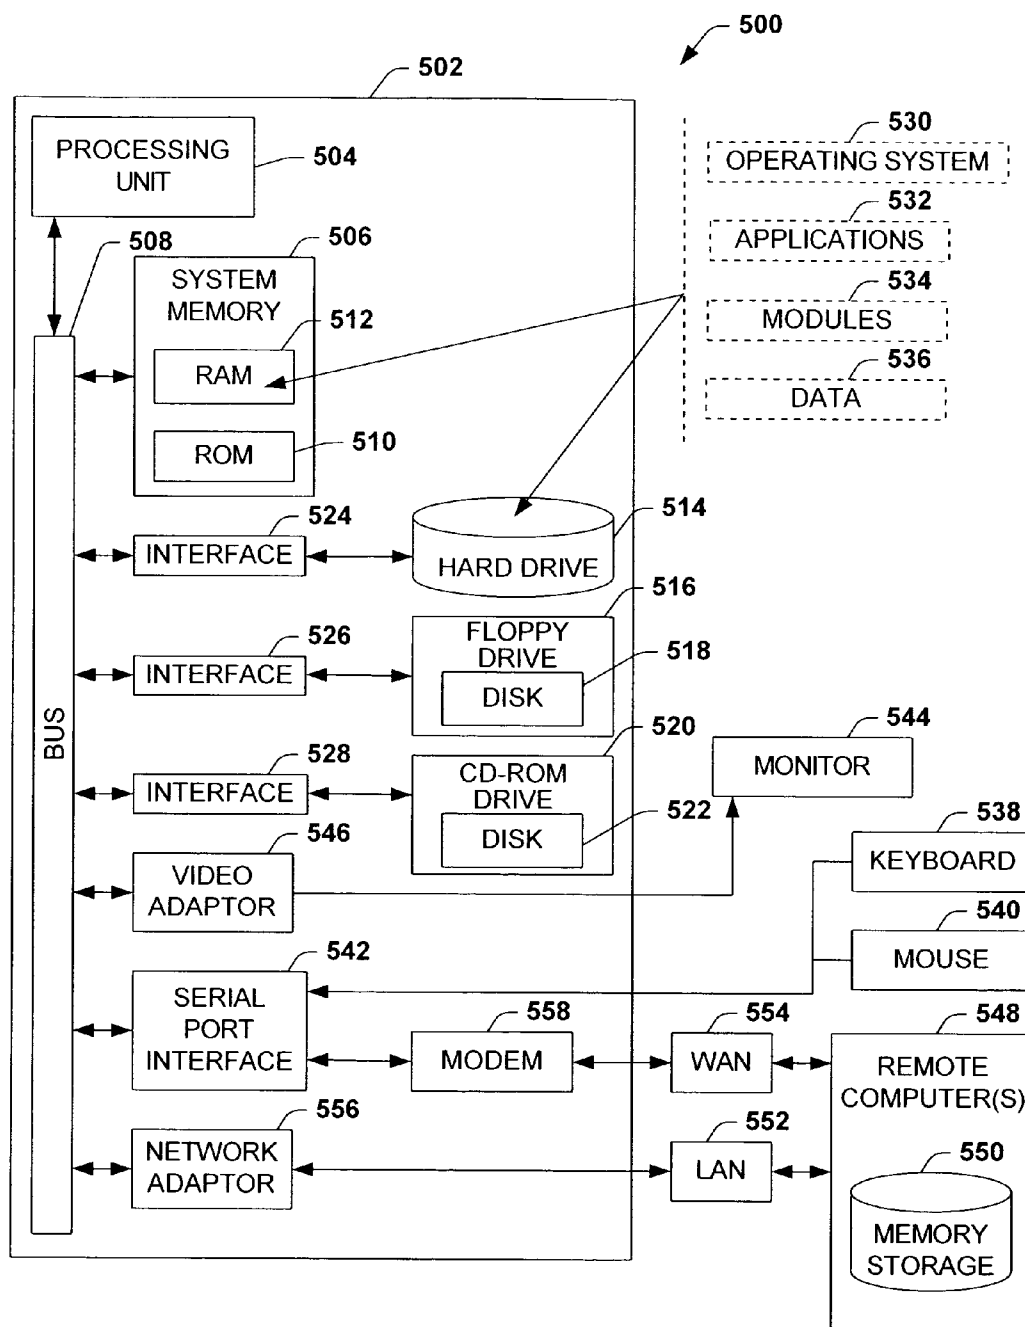 500
502
PROCESSING
UNIT
504
530
OPERATING SYSTEM
532
APPLICATIONS
534
MODULES
536
DATA
508
506
SYSTEM
MEMORY
512
RAM
510
ROM
BUS
524
INTERFACE
514
HARD DRIVE
526
INTERFACE
516
FLOPPY
DRIVE
518
DISK
528
INTERFACE
520
CD-ROM
DRIVE
522
DISK
544
MONITOR
546
VIDEO
ADAPTOR
538
KEYBOARD
540
MOUSE
542
SERIAL
PORT
INTERFACE
558
MODEM
554
WAN
548
REMOTE
COMPUTER(S)
556
NETWORK
ADAPTOR
552
LAN
550
MEMORY
STORAGE